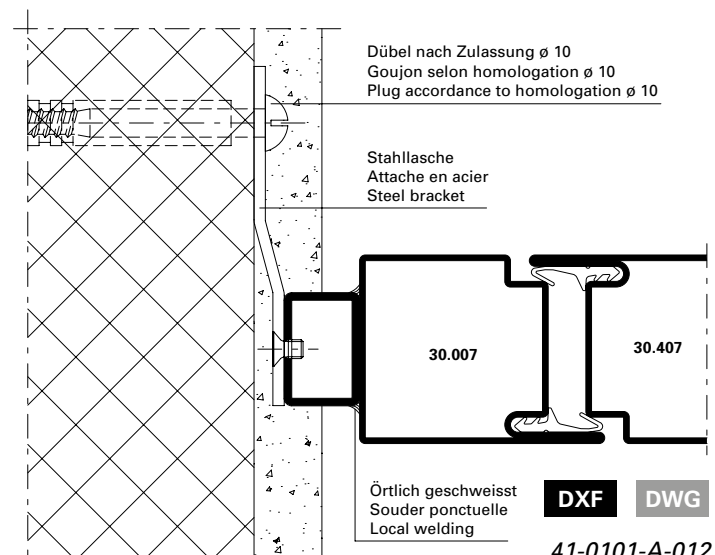 Dübel nach Zulassung ø 10
Goujon selon homologation ø 10
Plug accordance to homologation ø 10
Stahllasche
Attache en acier
Steel bracket
30.007
30.407
Örtlich geschweisst
Souder ponctuelle
Local welding
DXF DWG
41-0101-A-012